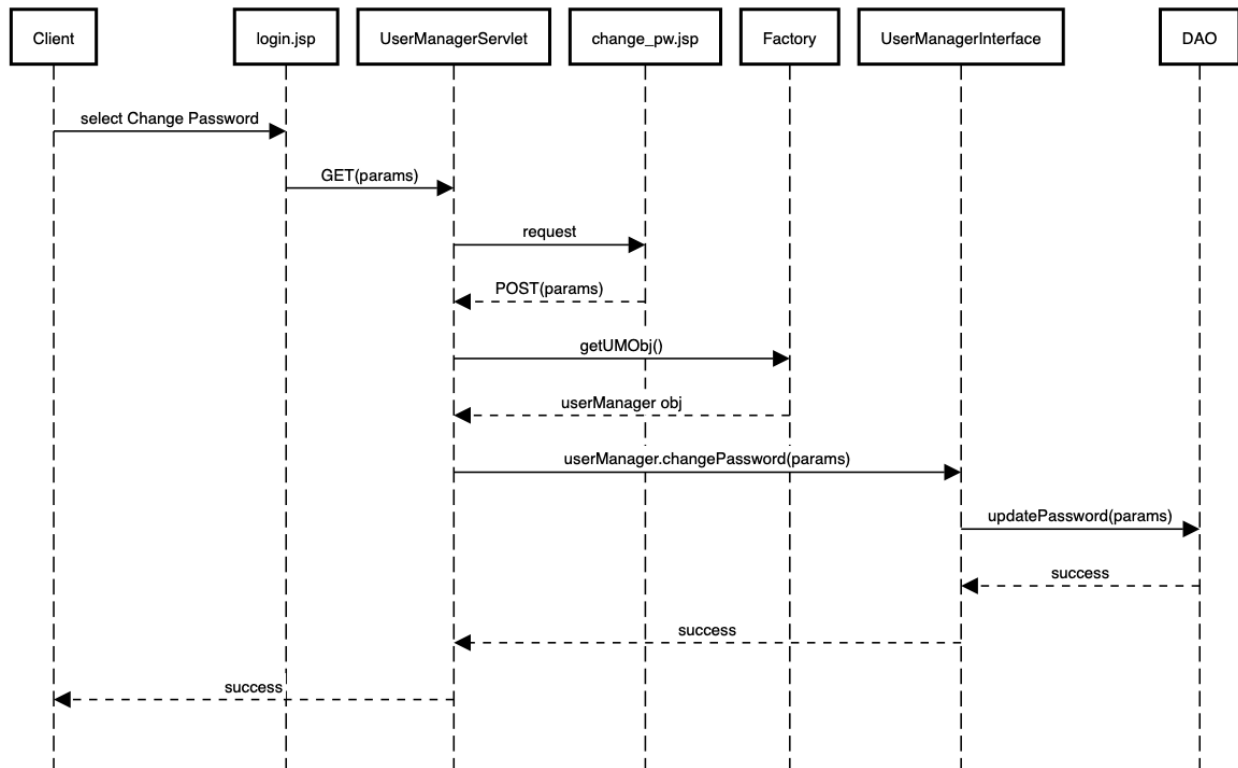 Client
login.jsp
UserManagerServlet
change_pw.jsp
Factory
UserManagerInterface
DAO
select Change Password
GET(params)
request
POST(params)
getUMObj()
userManager obj
userManager.changePassword(params)
updatePassword(params)
success
success
success